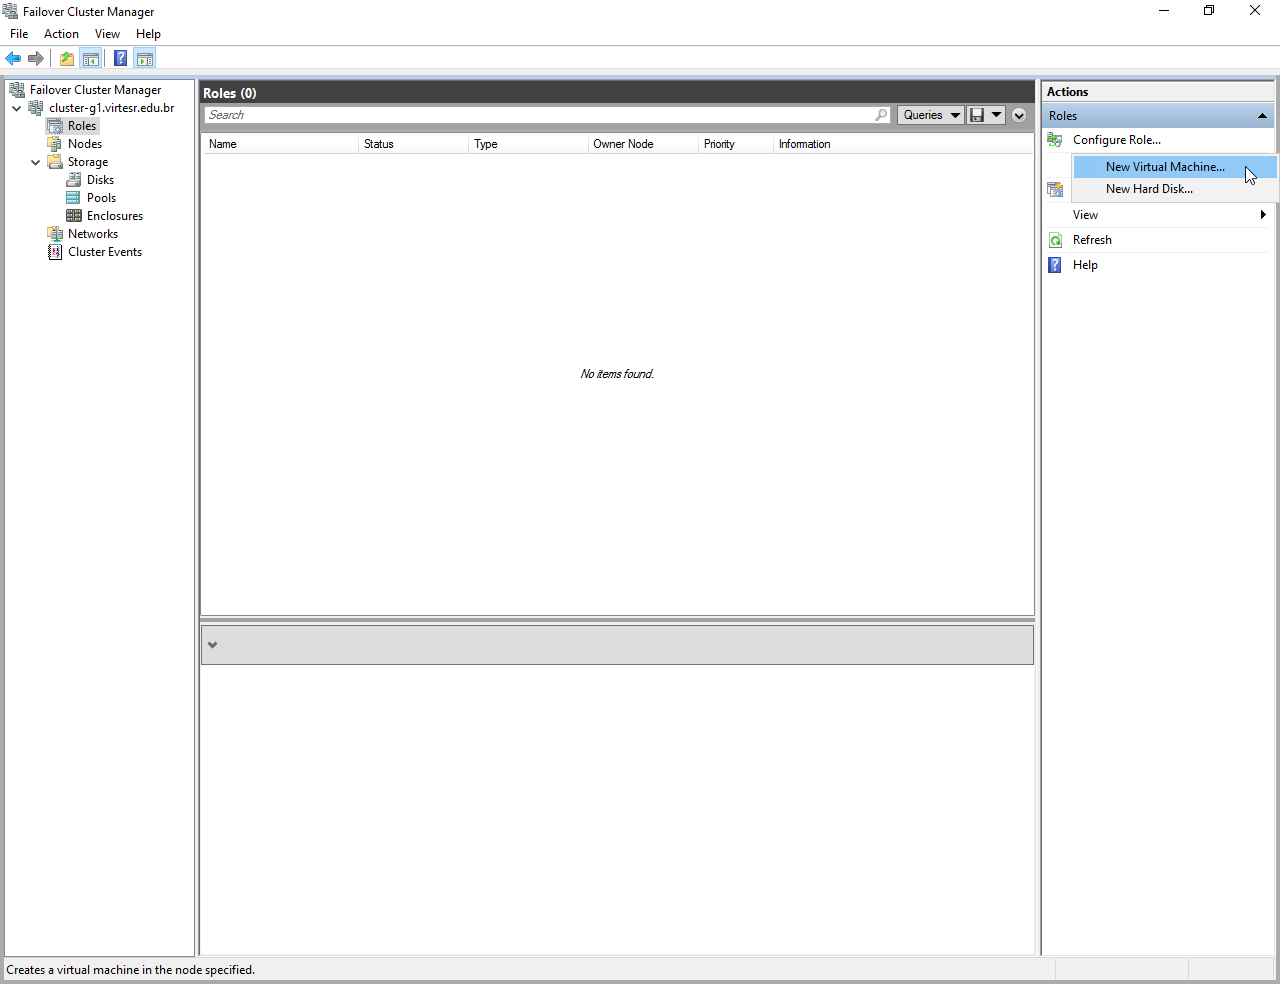 Failover Cluster Manager
File Action View Help
Failover Cluster Manager
cluster-g1.virtesr.edu.br
Roles
Nodes
Storage
Disks
Pools
Enclosures
Networks
Cluster Events
Roles (0)
Search
Queries
Name Status Type Owner Node Priority Information
No items found.
Actions
Roles
Configure Role...
New Virtual Machine...
New Hard Disk...
View
Refresh
Help
Creates a virtual machine in the node specified.